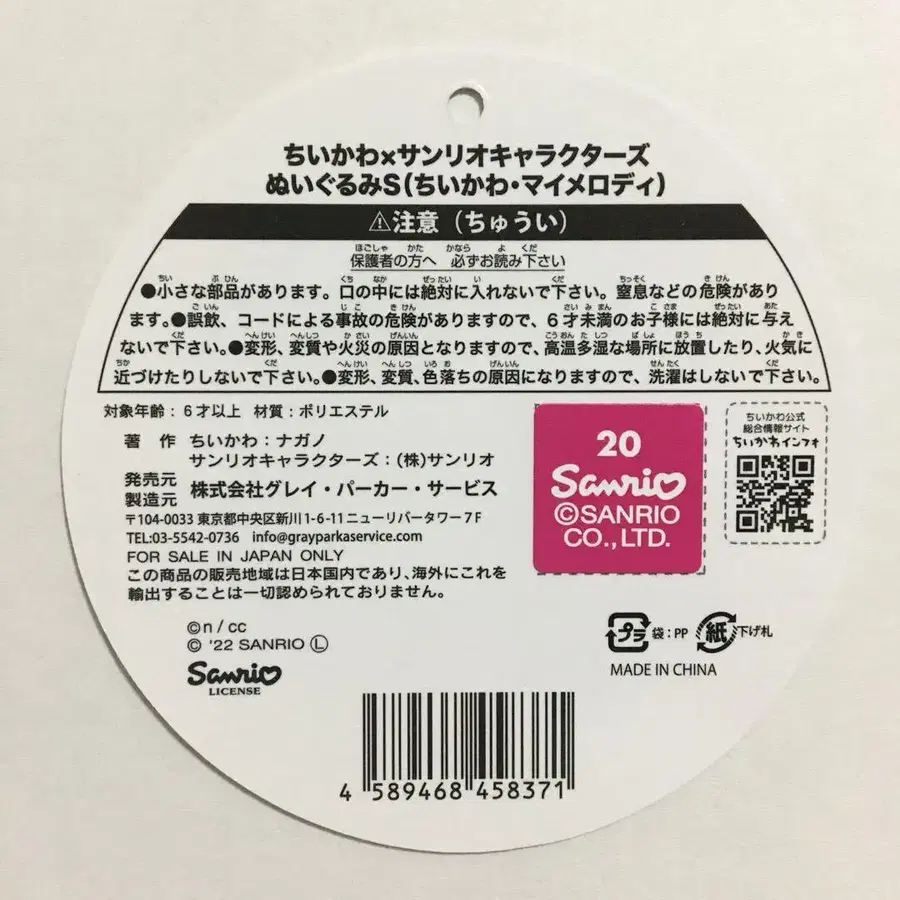 ちいかわ×サンリオキャラクターズ
ぬいぐるみS(ちいかわ・マイメロディ)
⚠注意（ちゅうい）
保護者の方へ 必ずお読み下さい
●小さな部品があります。口の中には絶対に入れないで下さい。窒息などの危険があり
ます。●誤飲、コードによる事故の危険がありますので、6才未満のお子様には絶対に与え
ないで下さい。●変形、変質や火災の原因となりますので、高温多湿な場所に放置したり、火気に
近づけたりしないで下さい。●変形、変質、色落ちの原因になりますので、洗濯はしないで下さい。
対象年齢：6才以上 材質：ポリエステル
著 作 ちいかわ：ナガノ
サンリオキャラクターズ：(株)サンリオ
発売元
製造元 株式会社グレイ・パーカー・サービス
〒104-0033 東京都中央区新川1-6-11ニューリバータワー7F
TEL:03-5542-0736 info@grayparkaservice.com
FOR SALE IN JAPAN ONLY
この商品の販売地域は日本国内であり、海外にこれを
輸出することは一切認められておりません。
20
Sanrio
©SANRIO
CO.,LTD.
ちいかわ公式
総合情報サイト
ちいかわインフォ
©n / cc
© '22 SANRIO Ⓛ
Sanrio
LICENSE
プラ 袋：PP 紙 下げ札
MADE IN CHINA
4 589468 458371